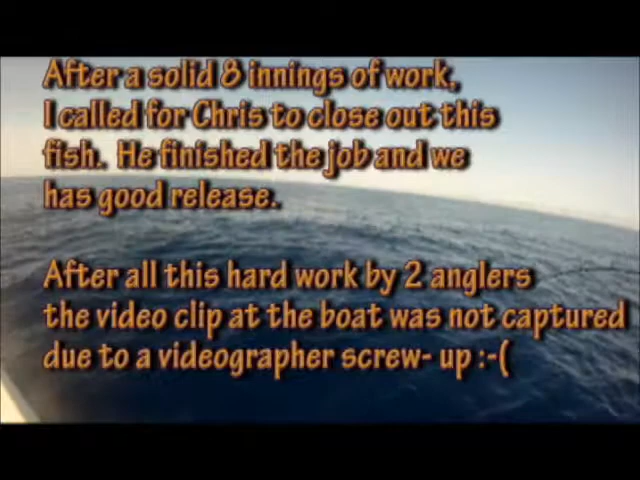 After a solid 8 innings of work,
I called for Chris to close out this
fish. He finished the job and we
has good release.
After all this hard work by 2 anglers
the video clip at the boat was not captured
due to a videographer screw- up :-(